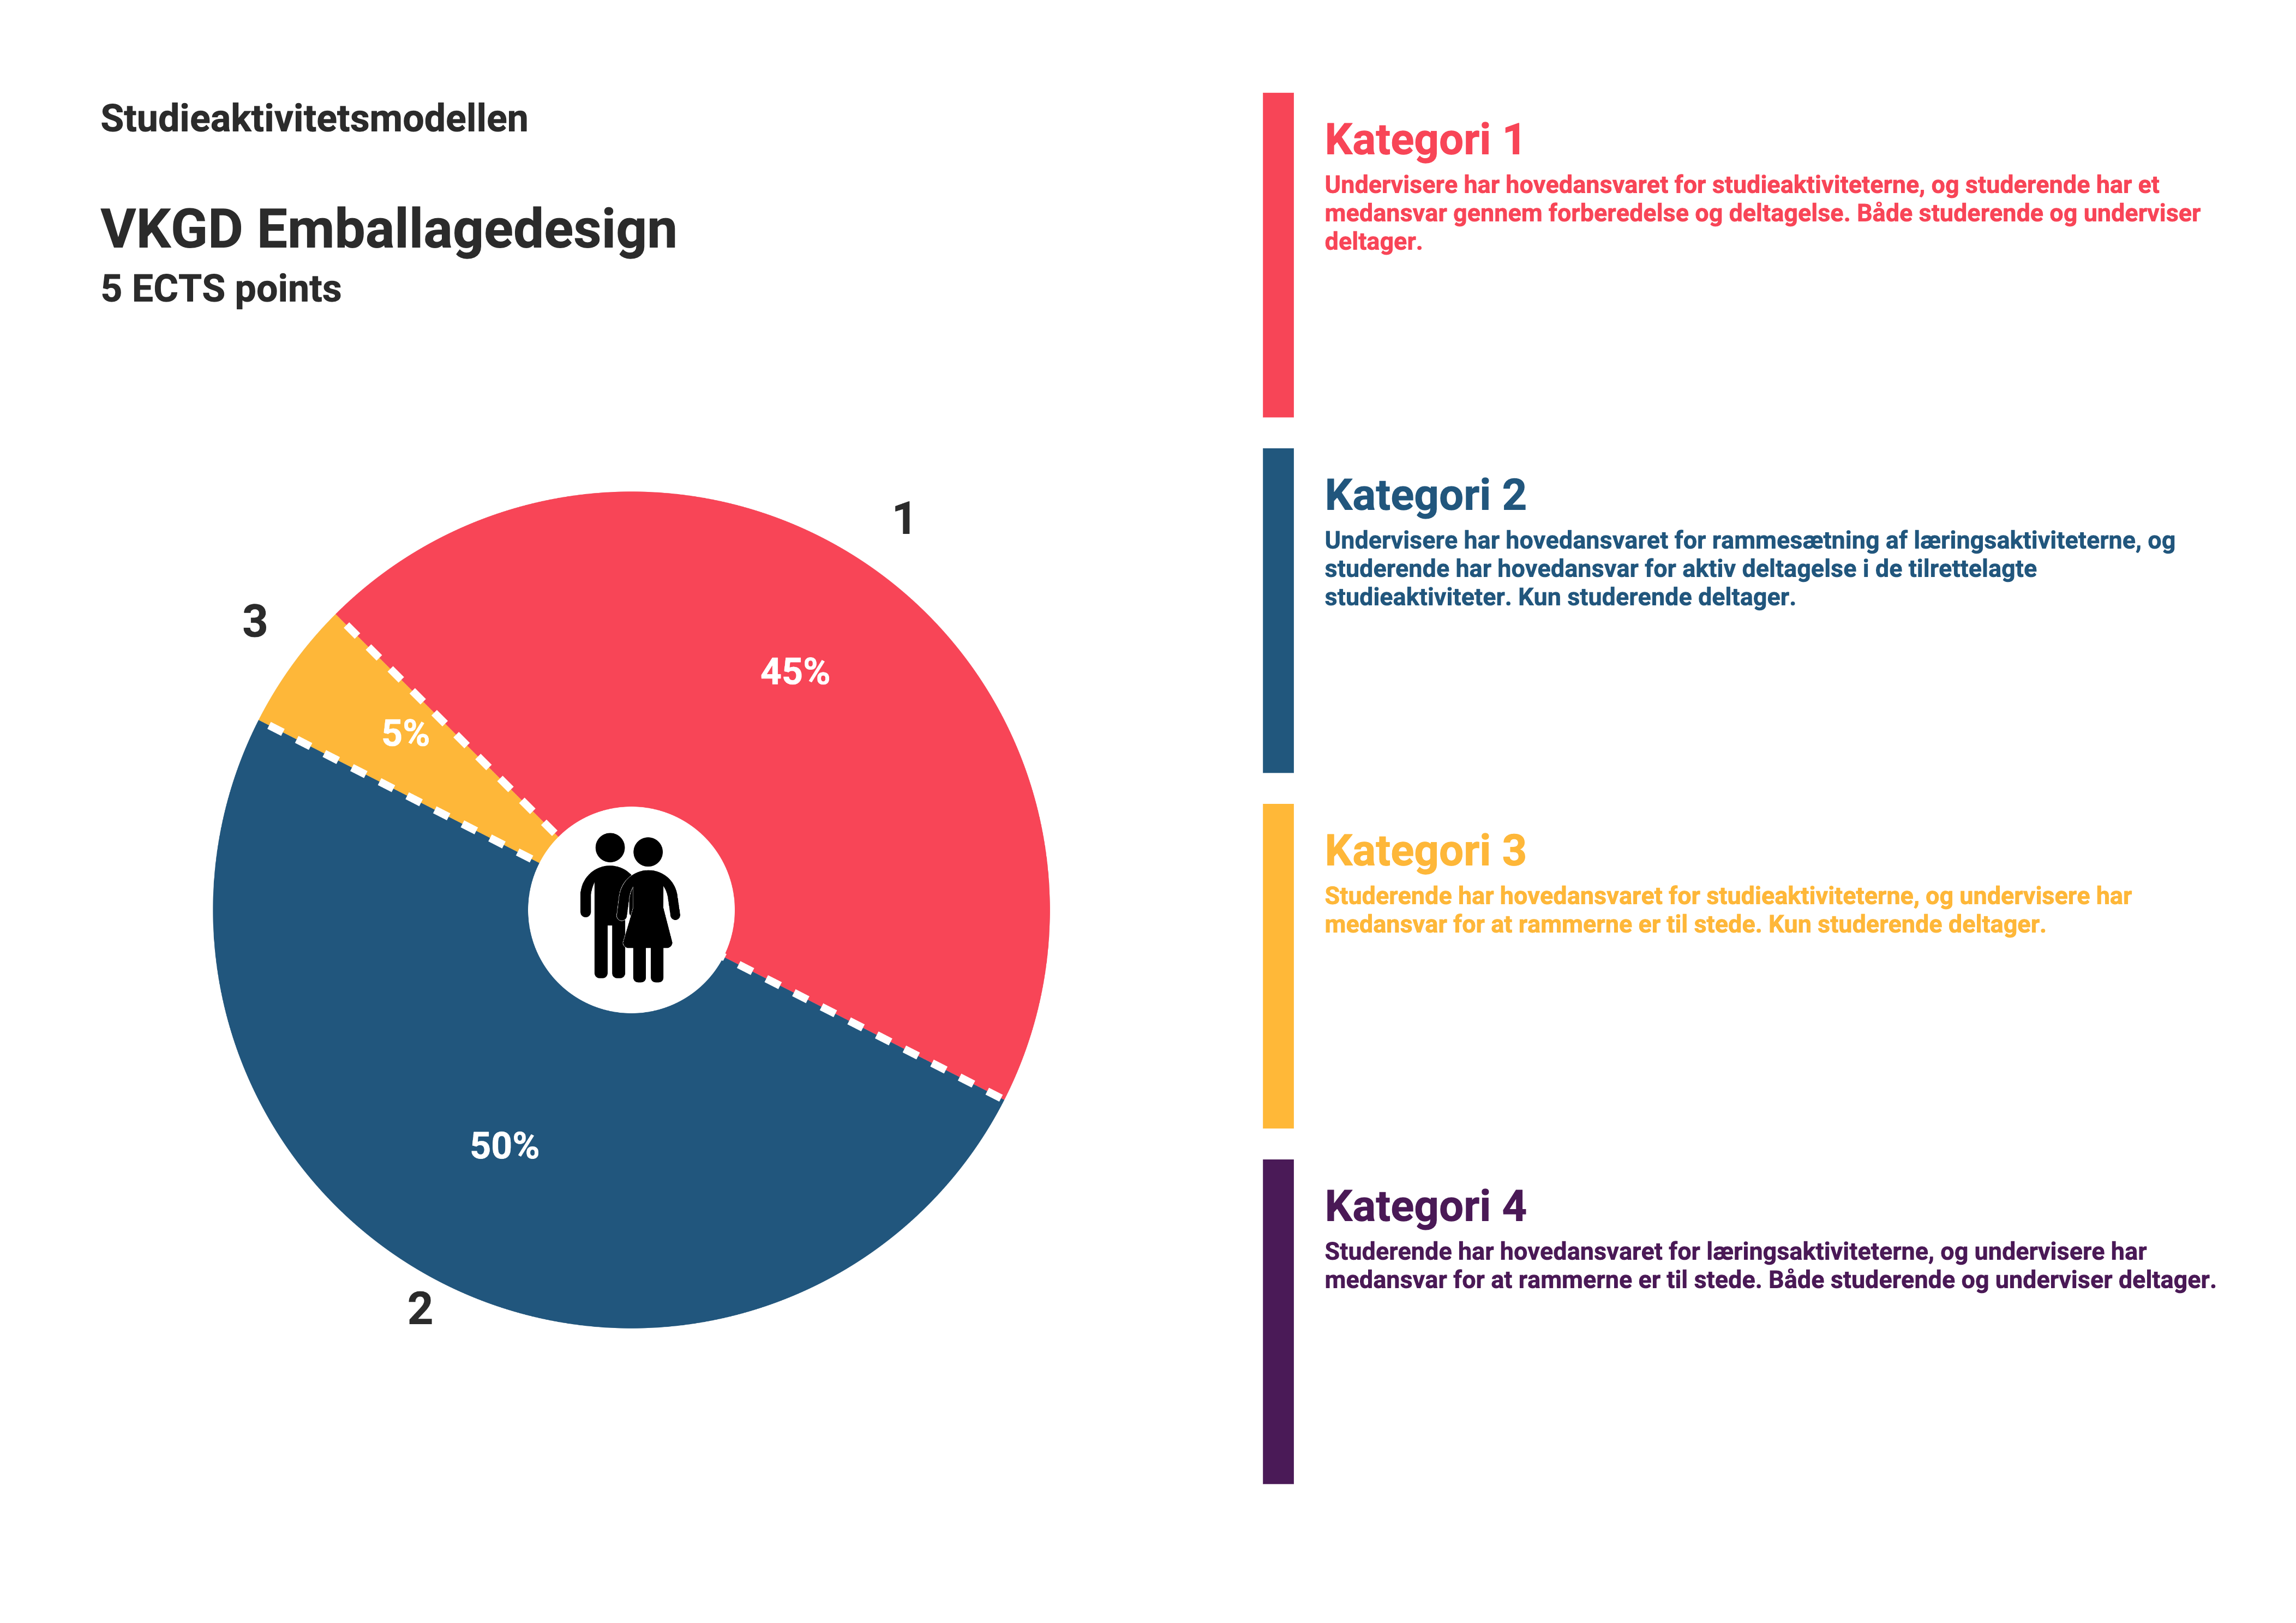 Studieaktivitetsmodellen
VKGD Emballagedesign
5 ECTS points
1
3
45%
5%
50%
2
Kategori 1
Undervisere har hovedansvaret for studieaktiviteterne, og studerende har et
medansvar gennem forberedelse og deltagelse. Både studerende og underviser
deltager.
Kategori 2
Undervisere har hovedansvaret for rammesætning af læringsaktiviteterne, og
studerende har hovedansvar for aktiv deltagelse i de tilrettelagte
studieaktiviteter. Kun studerende deltager.
Kategori 3
Studerende har hovedansvaret for studieaktiviteterne, og undervisere har
medansvar for at rammerne er til stede. Kun studerende deltager.
Kategori 4
Studerende har hovedansvaret for læringsaktiviteterne, og undervisere har
medansvar for at rammerne er til stede. Både studerende og underviser deltager.